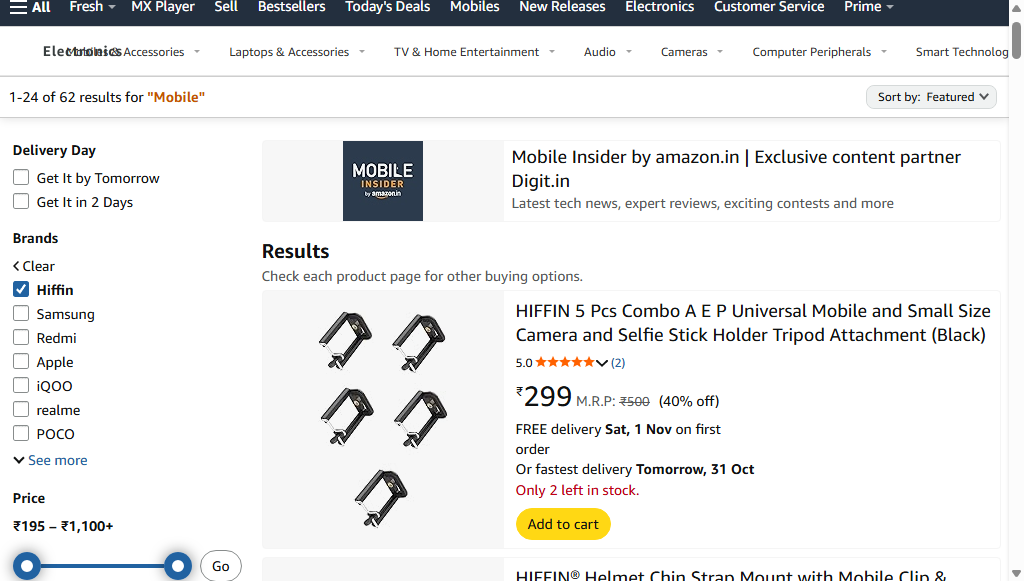 All
Fresh
MX Player
Sell
Bestsellers
Today's Deals
Mobiles
New Releases
Electronics
Customer Service
Prime
Electronics
Mobiles & Accessories
Laptops & Accessories
TV & Home Entertainment
Audio
Cameras
Computer Peripherals
Smart Technolog
1-24 of 62 results for "Mobile"
Sort by: Featured
Delivery Day
Get It by Tomorrow
Get It in 2 Days
Brands
Clear
Hiffin
Samsung
Redmi
Apple
iQOO
realme
POCO
See more
Price
₹195 – ₹1,100+
Go
MOBILE
INSIDER
by amazon.in
Mobile Insider by amazon.in | Exclusive content partner
Digit.in
Latest tech news, expert reviews, exciting contests and more
Results
Check each product page for other buying options.
HIFFIN 5 Pcs Combo A E P Universal Mobile and Small Size
Camera and Selfie Stick Holder Tripod Attachment (Black)
5.0 (2)
₹299 M.R.P: ₹500 (40% off)
FREE delivery Sat, 1 Nov on first
order
Or fastest delivery Tomorrow, 31 Oct
Only 2 left in stock.
Add to cart
HIFFIN® Helmet Chin Strap Mount with Mobile Clip &